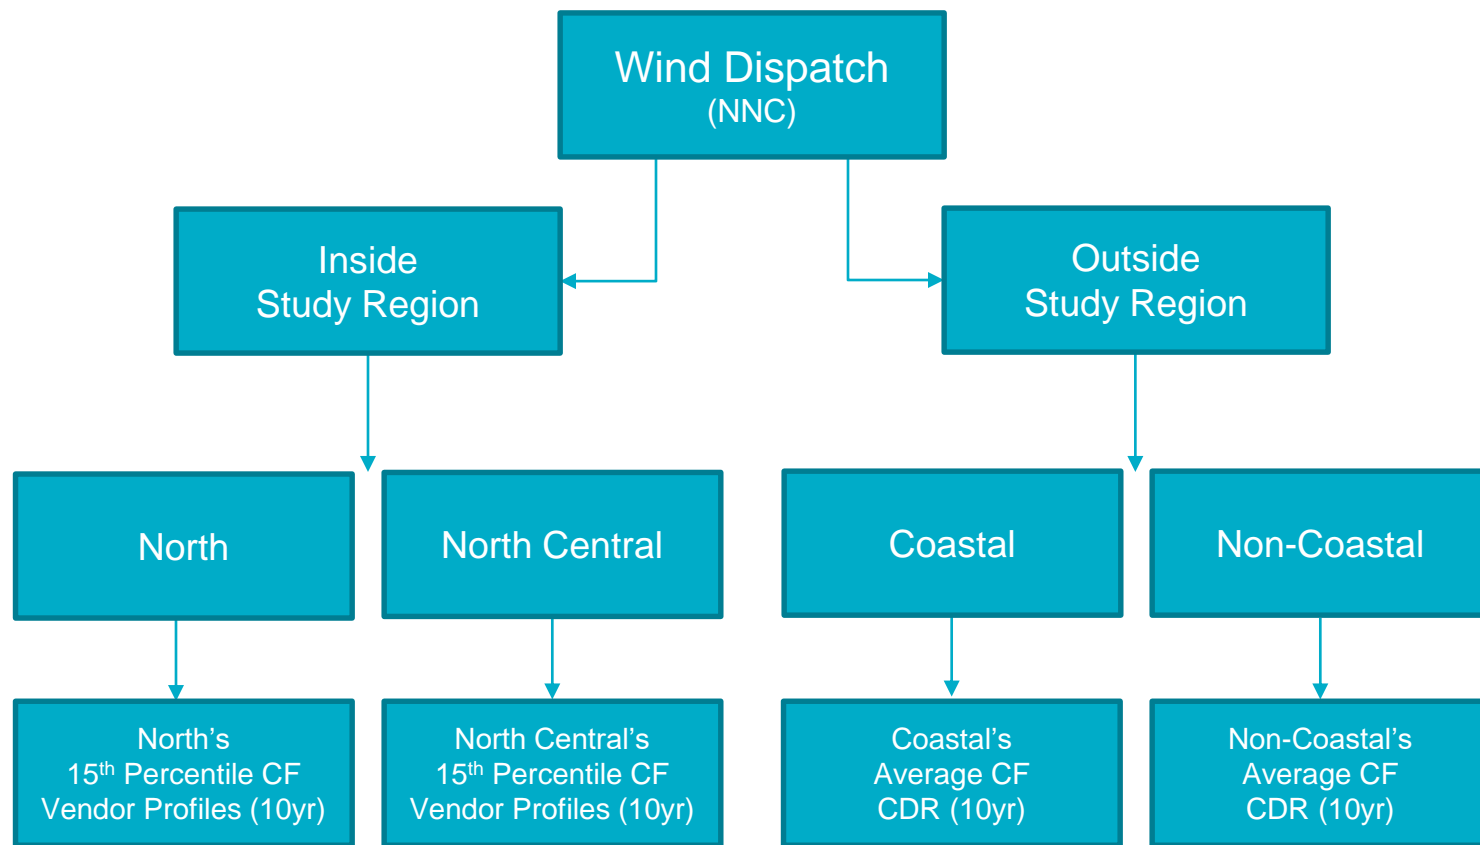 Wind Dispatch
(NNC)
Inside
Study Region
Outside
Study Region
North
North Central
Coastal
Non-Coastal
North’s
15th Percentile CF
Vendor Profiles (10yr)
North Central’s
15th Percentile CF
Vendor Profiles (10yr)
Coastal’s
Average CF
CDR (10yr)
Non-Coastal’s
Average CF
CDR (10yr)